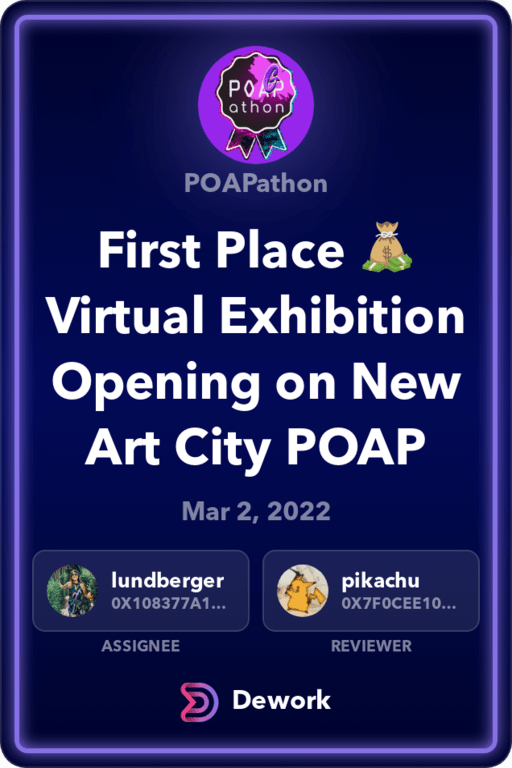 POAP
athon
POAPathon
First Place 💰
Virtual Exhibition
Opening on New
Art City POAP
Mar 2, 2022
lundberger
0X108377A1...
pikachu
0X7F0CEE10...
ASSIGNEE
REVIEWER
Dework